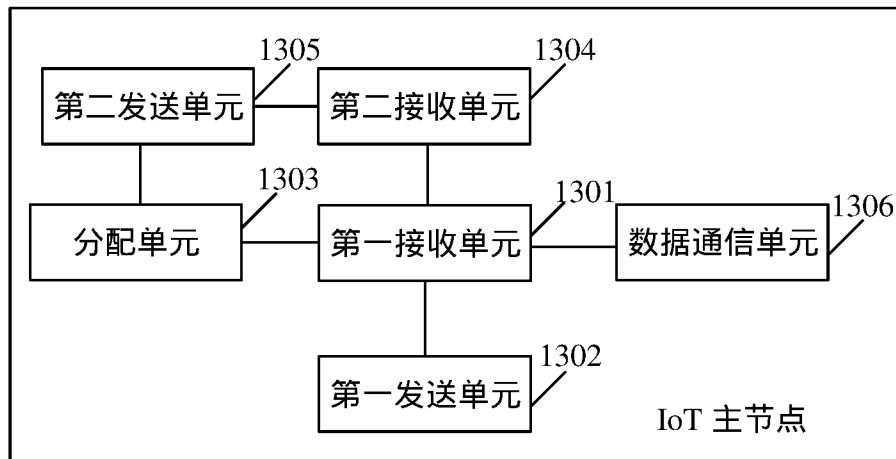 1305
1304
第二发送单元
第二接收单元
1303
1301
1306
分配单元
第一接收单元
数据通信单元
1302
第一发送单元
IoT 主节点